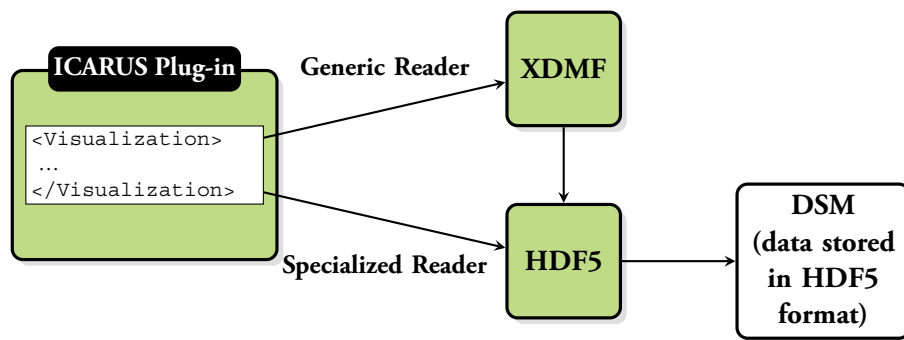 ICARUS Plug-in
<Visualization>
...
</Visualization>
Generic Reader
Specialized Reader
XDMF
HDF5
DSM
(data stored
in HDF5
format)